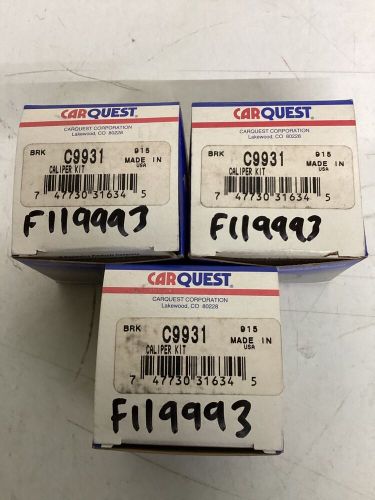 CARQUEST
CARQUEST CORPORATION
Lakewood, CO 80228
BRK C9931 915
CALIPER KIT MADE IN USA
7 47730 31634 5
F119993
CARQUEST
CARQUEST CORPORATION
Lakewood, CO 80228
BRK C9931 915
CALIPER KIT MADE IN USA
7 47730 31634 5
F119993
CARQUEST
CARQUEST CORPORATION
Lakewood, CO 80228
BRK C9931 915
CALIPER KIT MADE IN USA
7 47730 31634 5
F119993